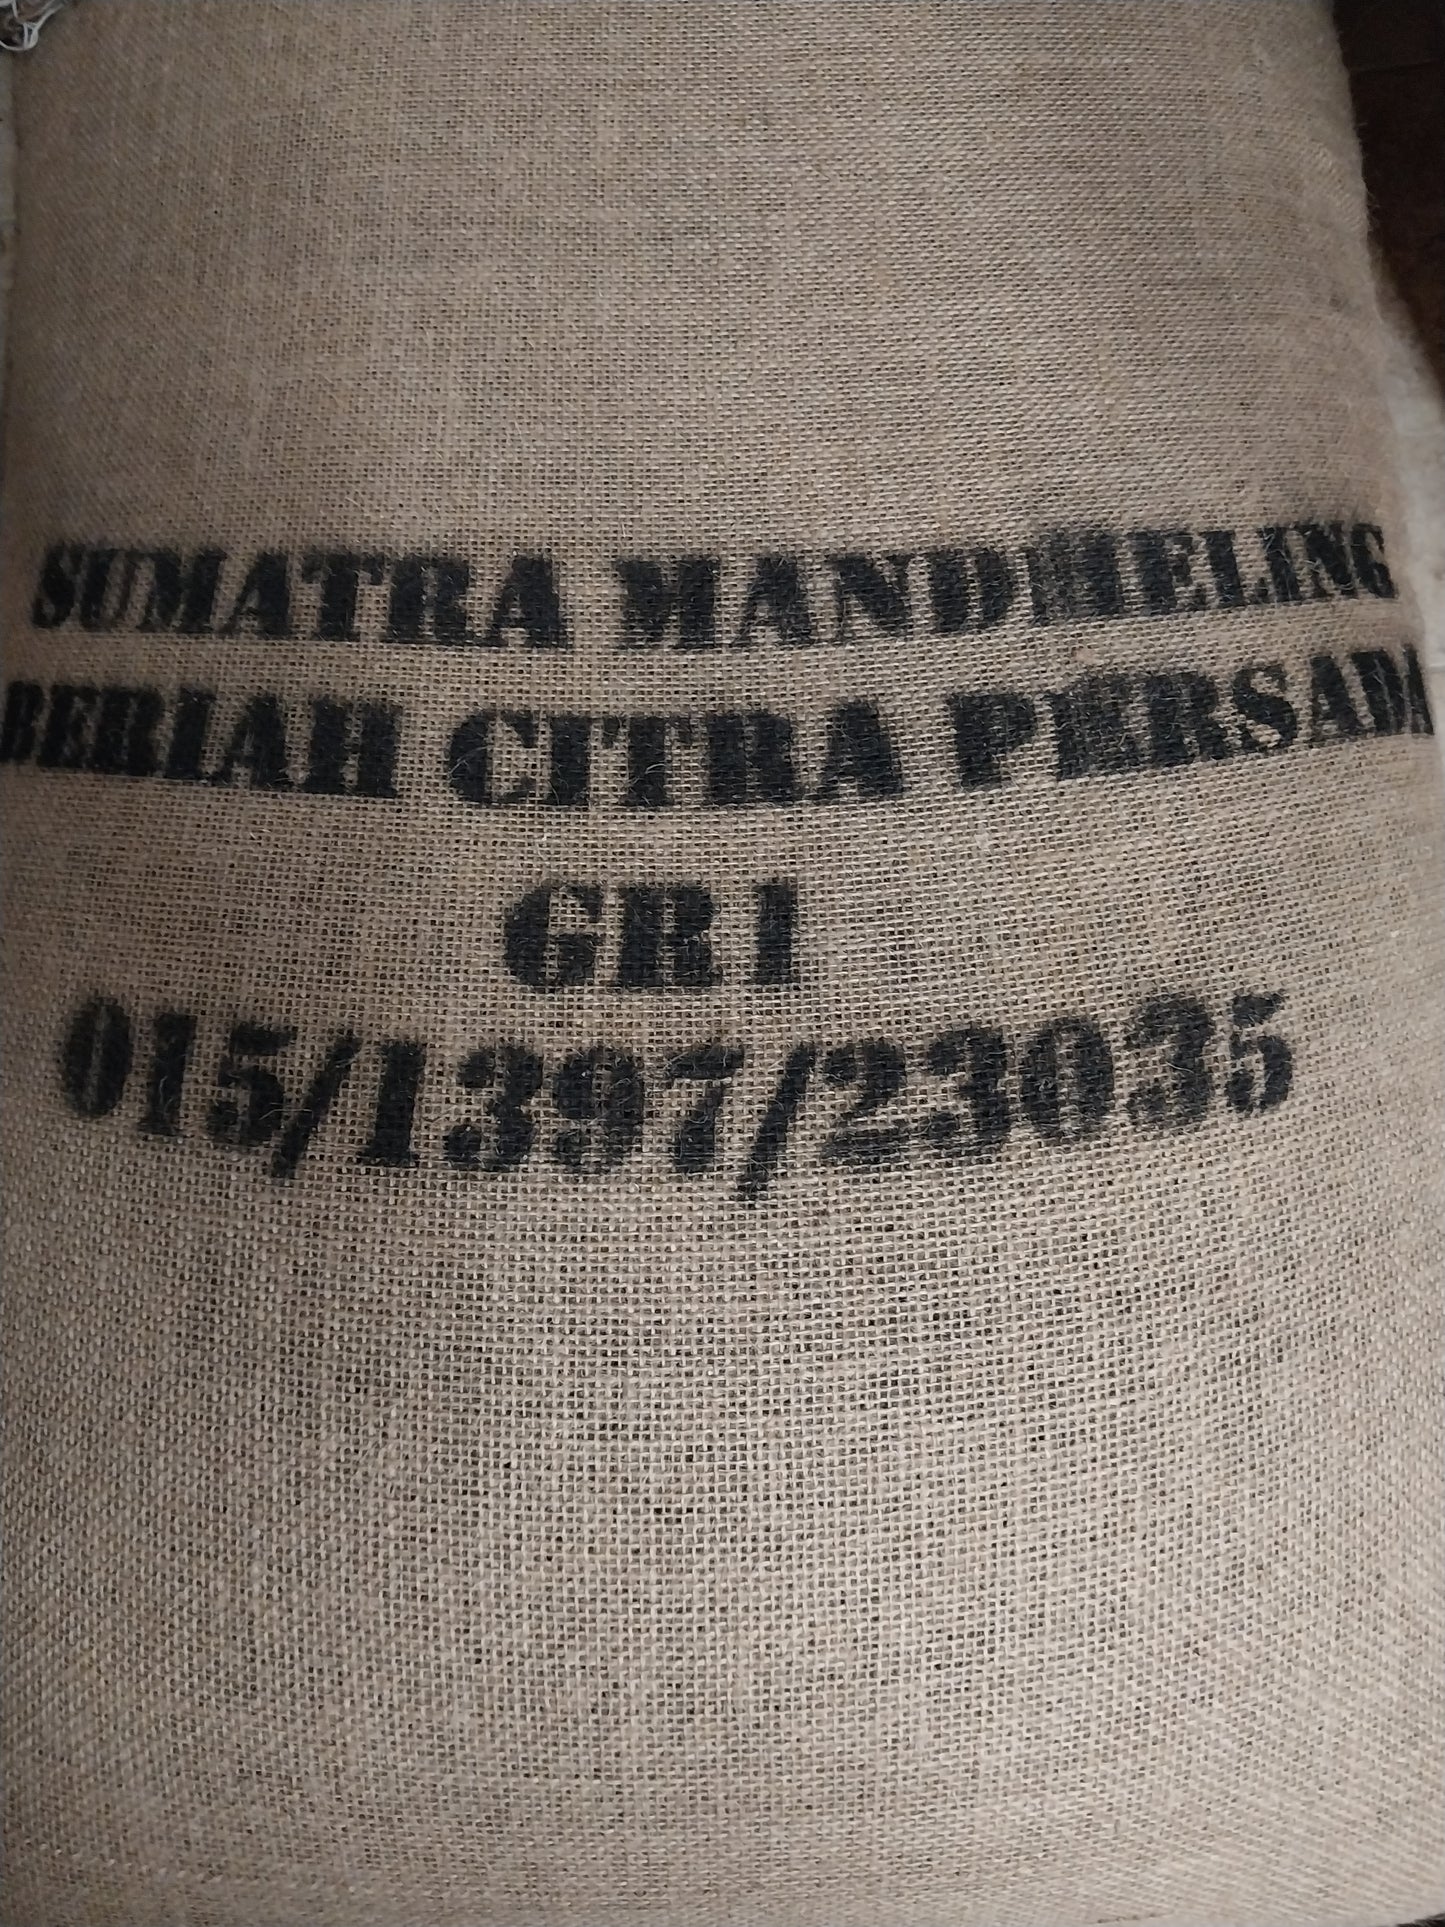 SUMATRA MANDHELING
BERIAH CITRA PERSADA
GR1
015/1397/23035